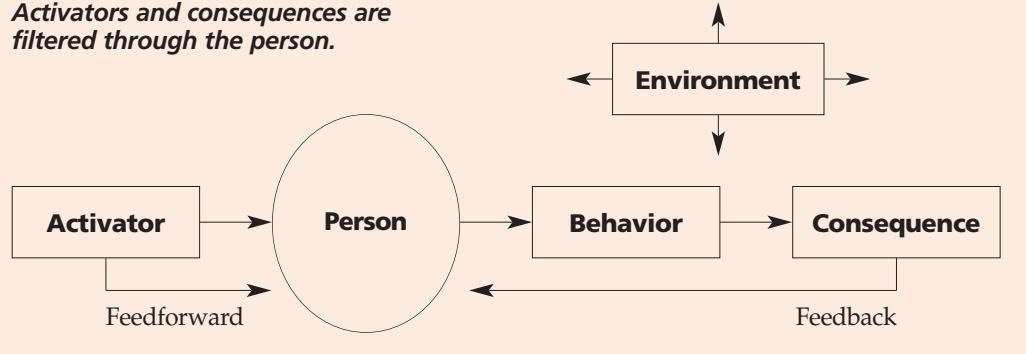 Activators and consequences are
filtered through the person.
Environment
Activator
Person
Behavior
Consequence
Feedforward
Feedback